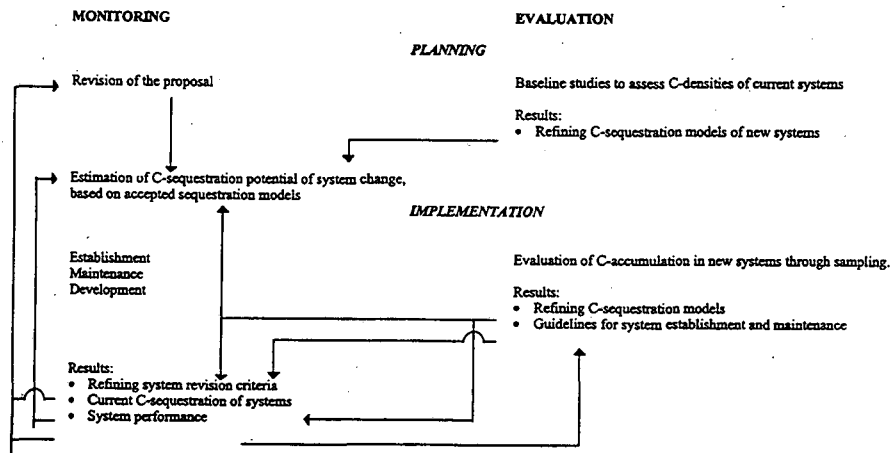 MONITORING
EVALUATION
PLANNING
Revision of the proposal
Baseline studies to assess C-densities of current systems
Results:
• Refining C-sequestration models of new systems
Estimation of C-sequestration potential of system change,
based on accepted sequestration models
IMPLEMENTATION
Establishment
Maintenance
Development
Evaluation of C-accumulation in new systems through sampling.
Results:
• Refining C-sequestration models
• Guidelines for system establishment and maintenance
Results:
• Refining system revision criteria
• Current C-sequestration of systems
• System performance